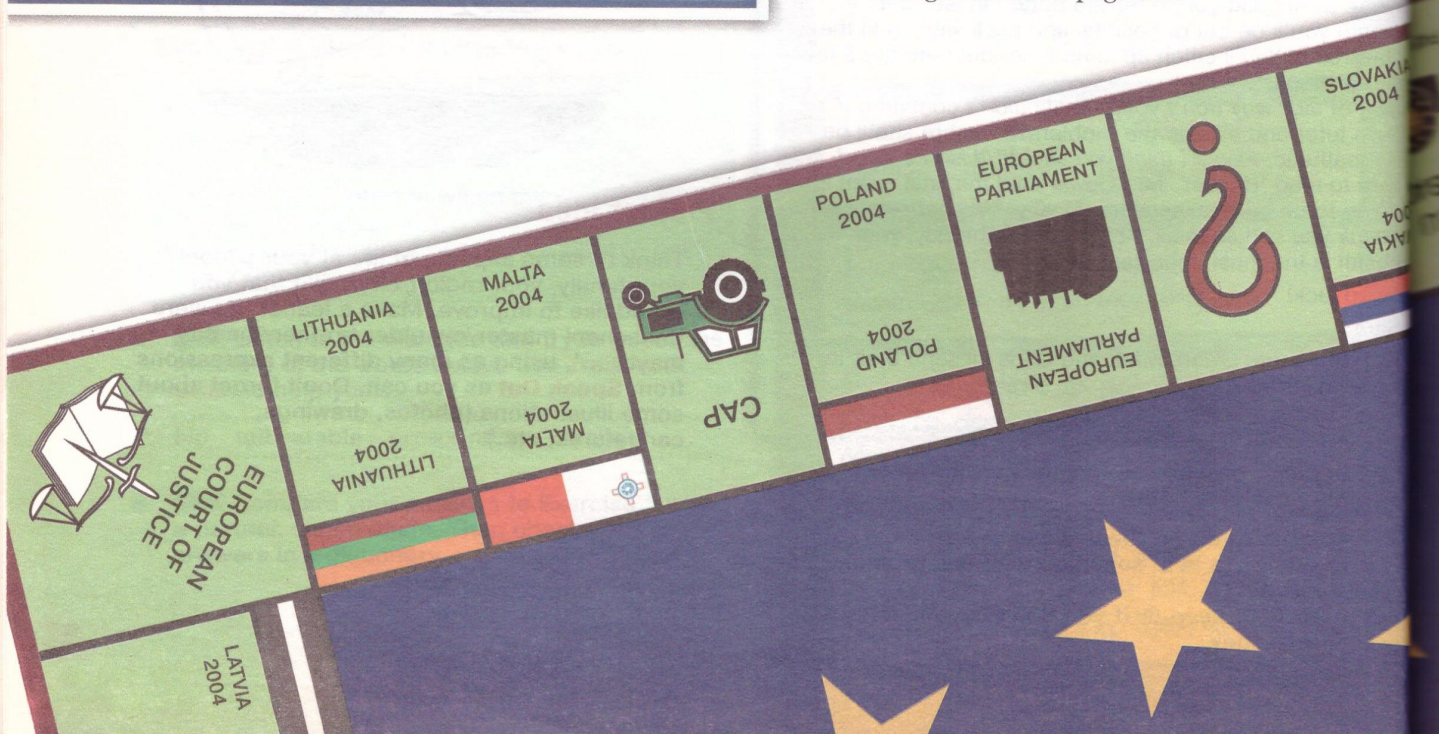 EUROPEAN
COURT OF
JUSTICE
LATVIA
2004
LITHUANIA
2004
LITHUANIA
2004
MALTA
2004
MALTA
2004
CAP
POLAND
2004
POLAND
2004
EUROPEAN
PARLIAMENT
EUROPEAN
PARLIAMENT
?
SLOVAKIA
2004